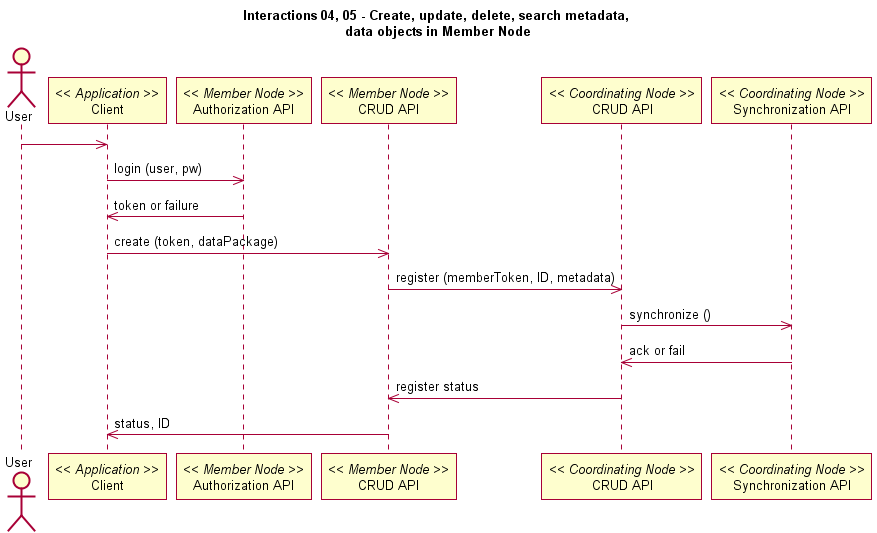 Interactions 04, 05 - Create, update, delete, search metadata,
data objects in Member Node
User
<< Application >>
Client
<< Member Node >>
Authorization API
<< Member Node >>
CRUD API
<< Coordinating Node >>
CRUD API
<< Coordinating Node >>
Synchronization API
login (user, pw)
token or failure
create (token, dataPackage)
register (memberToken, ID, metadata)
synchronize ()
ack or fail
register status
status, ID
User
<< Application >>
Client
<< Member Node >>
Authorization API
<< Member Node >>
CRUD API
<< Coordinating Node >>
CRUD API
<< Coordinating Node >>
Synchronization API